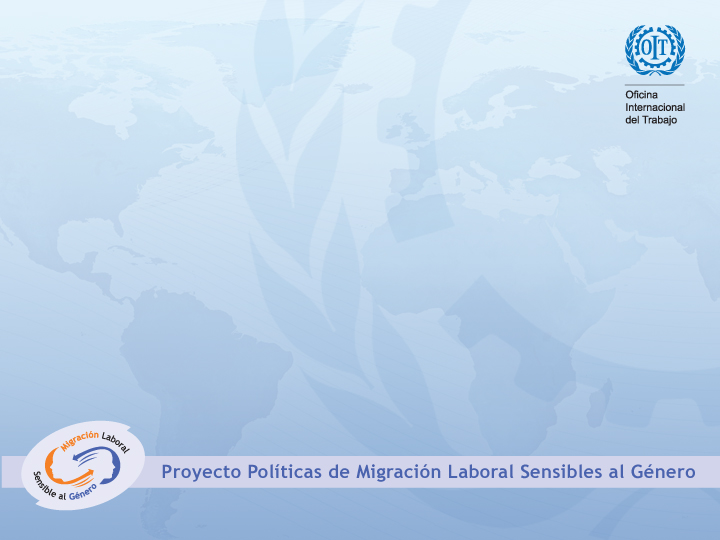 OIT
Oficina
Internacional
del Trabajo
Migración Laboral
Sensible al Género
Proyecto Políticas de Migración Laboral Sensibles al Género